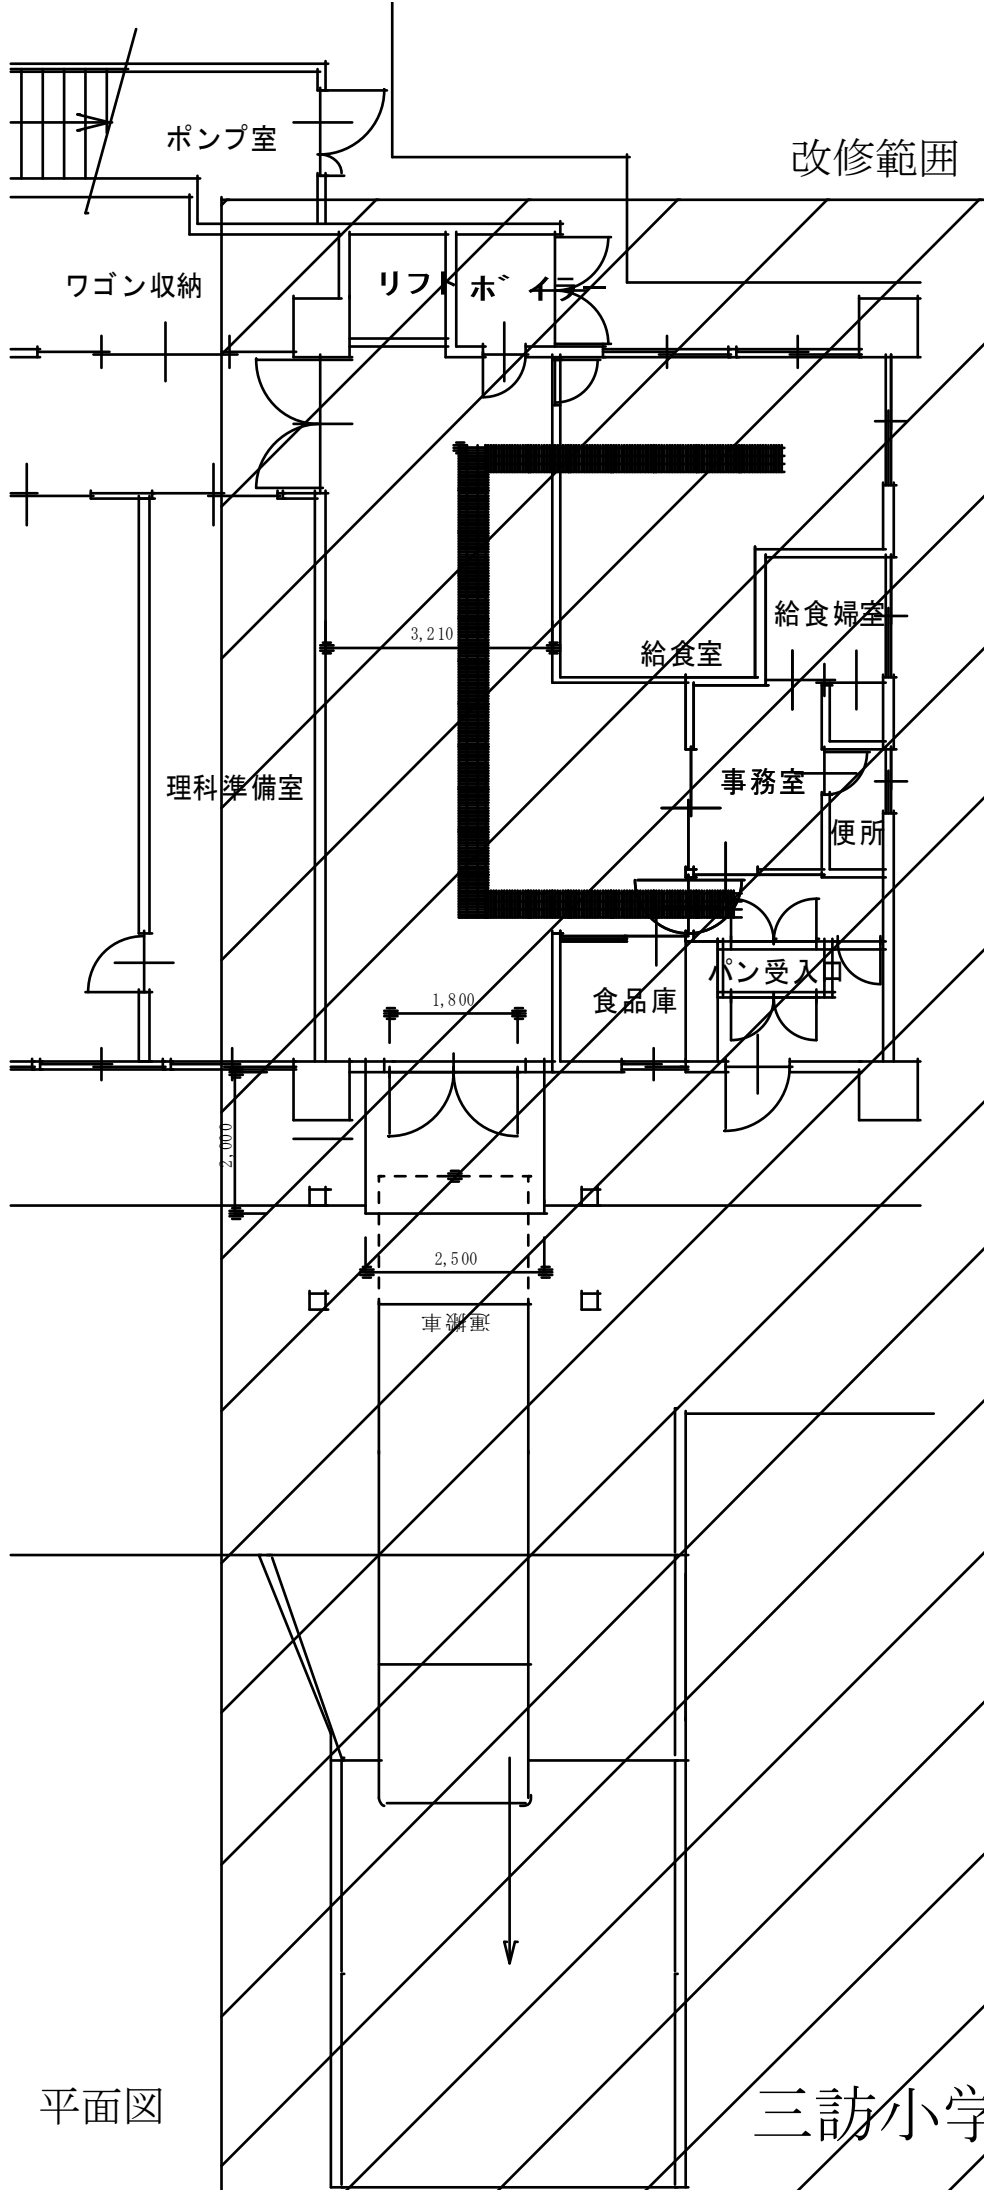 ポンプ室
改修範囲
ワゴン収納
リフト
ボイラー
給食婦室
3,210
給食室
理科準備室
事務室
便所
パン受入口
食品庫
1,800
2,000
2,500
運搬車
平面図
三訪小学